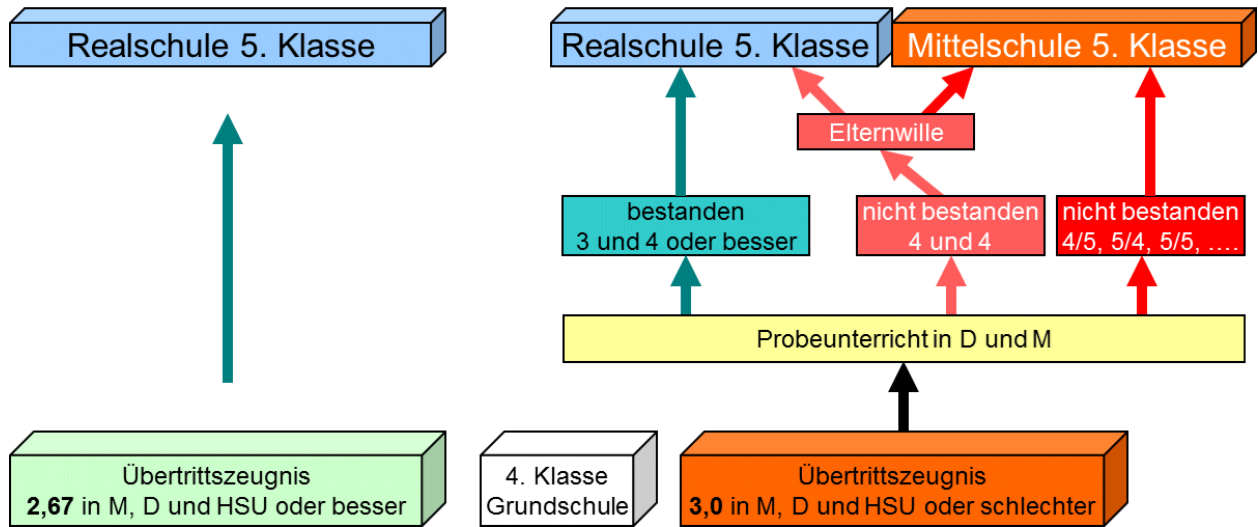 Realschule 5. Klasse
Realschule 5. Klasse
Mittelschule 5. Klasse
Elternwille
bestanden
3 und 4 oder besser
nicht bestanden
4 und 4
nicht bestanden
4/5, 5/4, 5/5, ....
Probeunterricht in D und M
Übertrittszeugnis
2,67 in M, D und HSU oder besser
4. Klasse
Grundschule
Übertrittszeugnis
3,0 in M, D und HSU oder schlechter